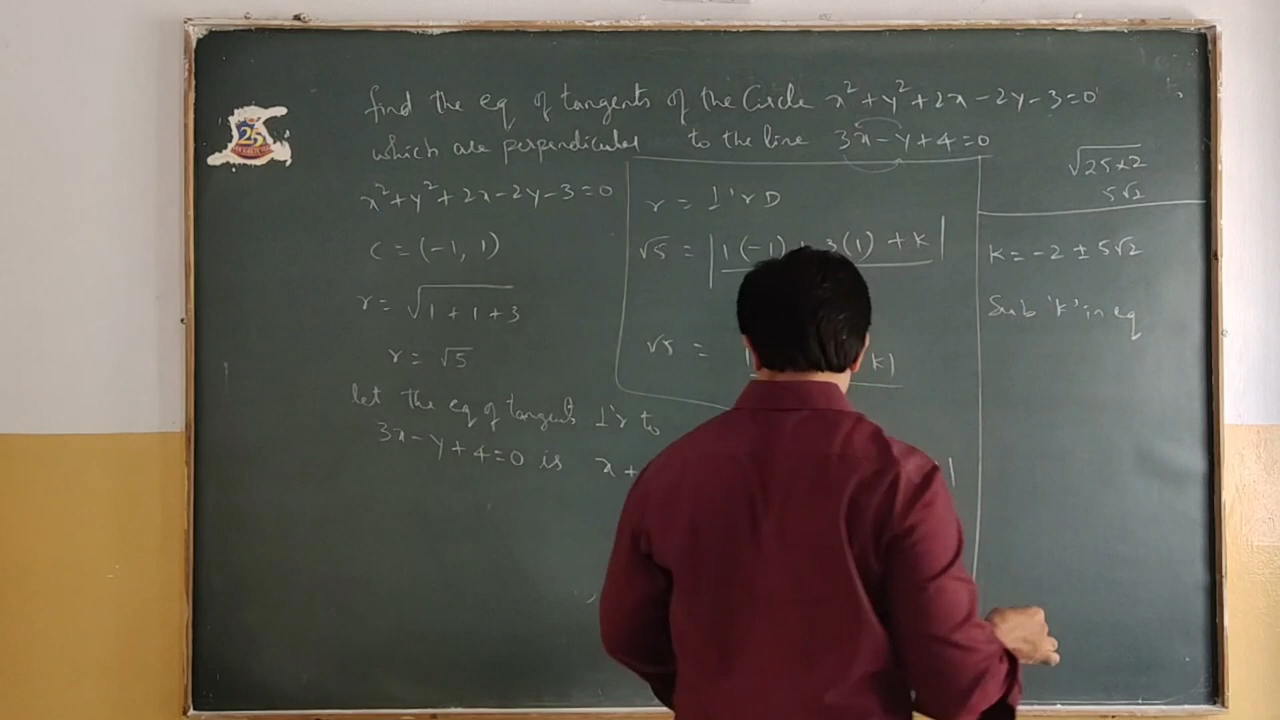 find the eq of tangents of the Circle x² + y² + 2x - 2y - 3 = 0
which are perpendicular to the line 3x - y + 4 = 0
25
x² + y² + 2x - 2y - 3 = 0
c = (-1, 1)
r = √1 + 1 + 3
r = √5
let the eq of tangents ⊥'r to
3x - y + 4 = 0 is x +
r = ⊥'r D
√5 = |1(-1) + 3(1) + k|
√5 = k|
√25×2
5√2
k = -2 ± 5√2
Sub 'k' in eq